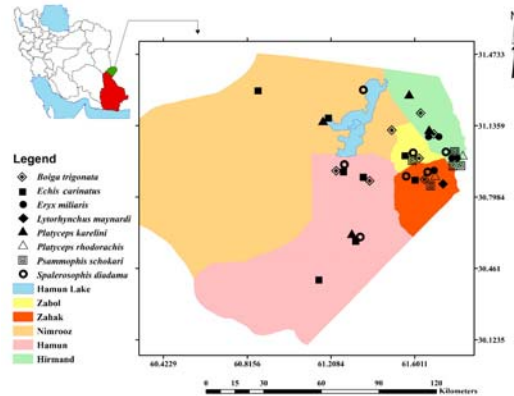 N
31.4733
31.1359
30.7984
30.461
30.1235
60.4229 60.8156 61.2084 61.6011
Legend
Boiga trigonata
Echis carinatus
Eryx miliaris
Lytorhynchus maynardi
Platyceps karelini
Platyceps rhodorachis
Psammophis schokari
Spalerosophis diadama
Hamun Lake
Zabol
Zahak
Nimrooz
Hamun
Hirmand
0 15 30 60 90 120
Kilometers